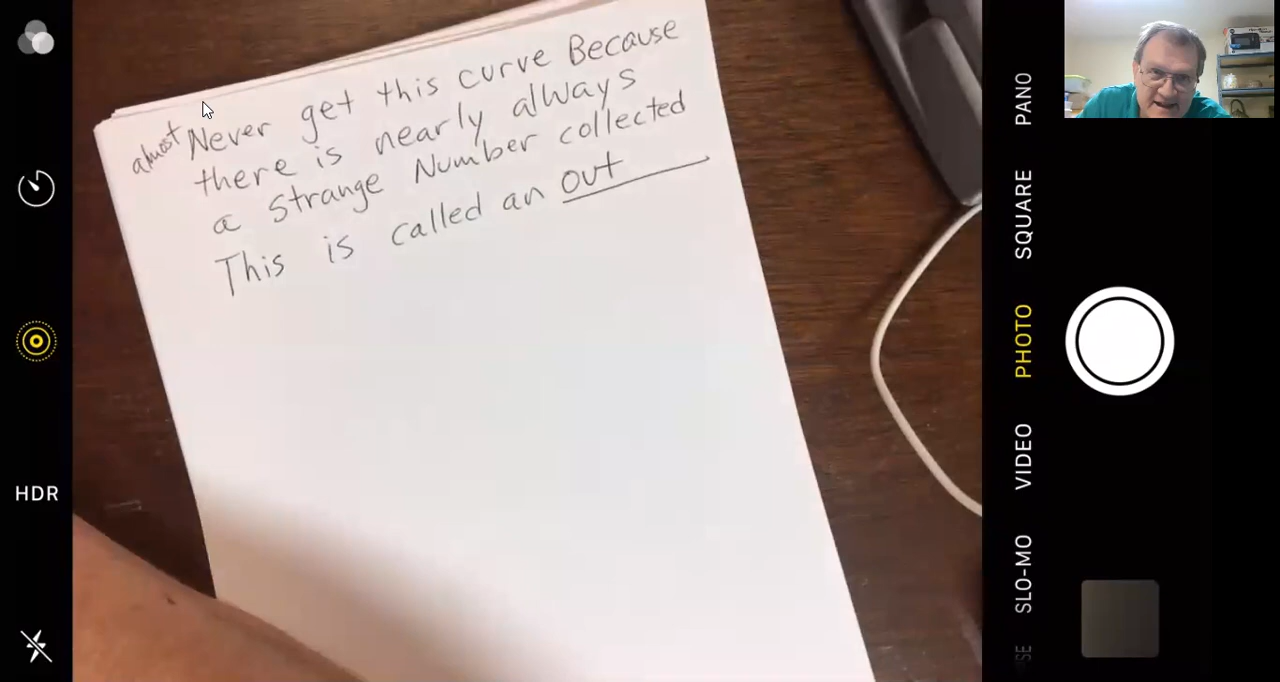 almost Never get this curve Because
there is nearly always
a strange Number collected
This is called an out
HDR
PANO
SQUARE
PHOTO
VIDEO
SLO-MO
SE